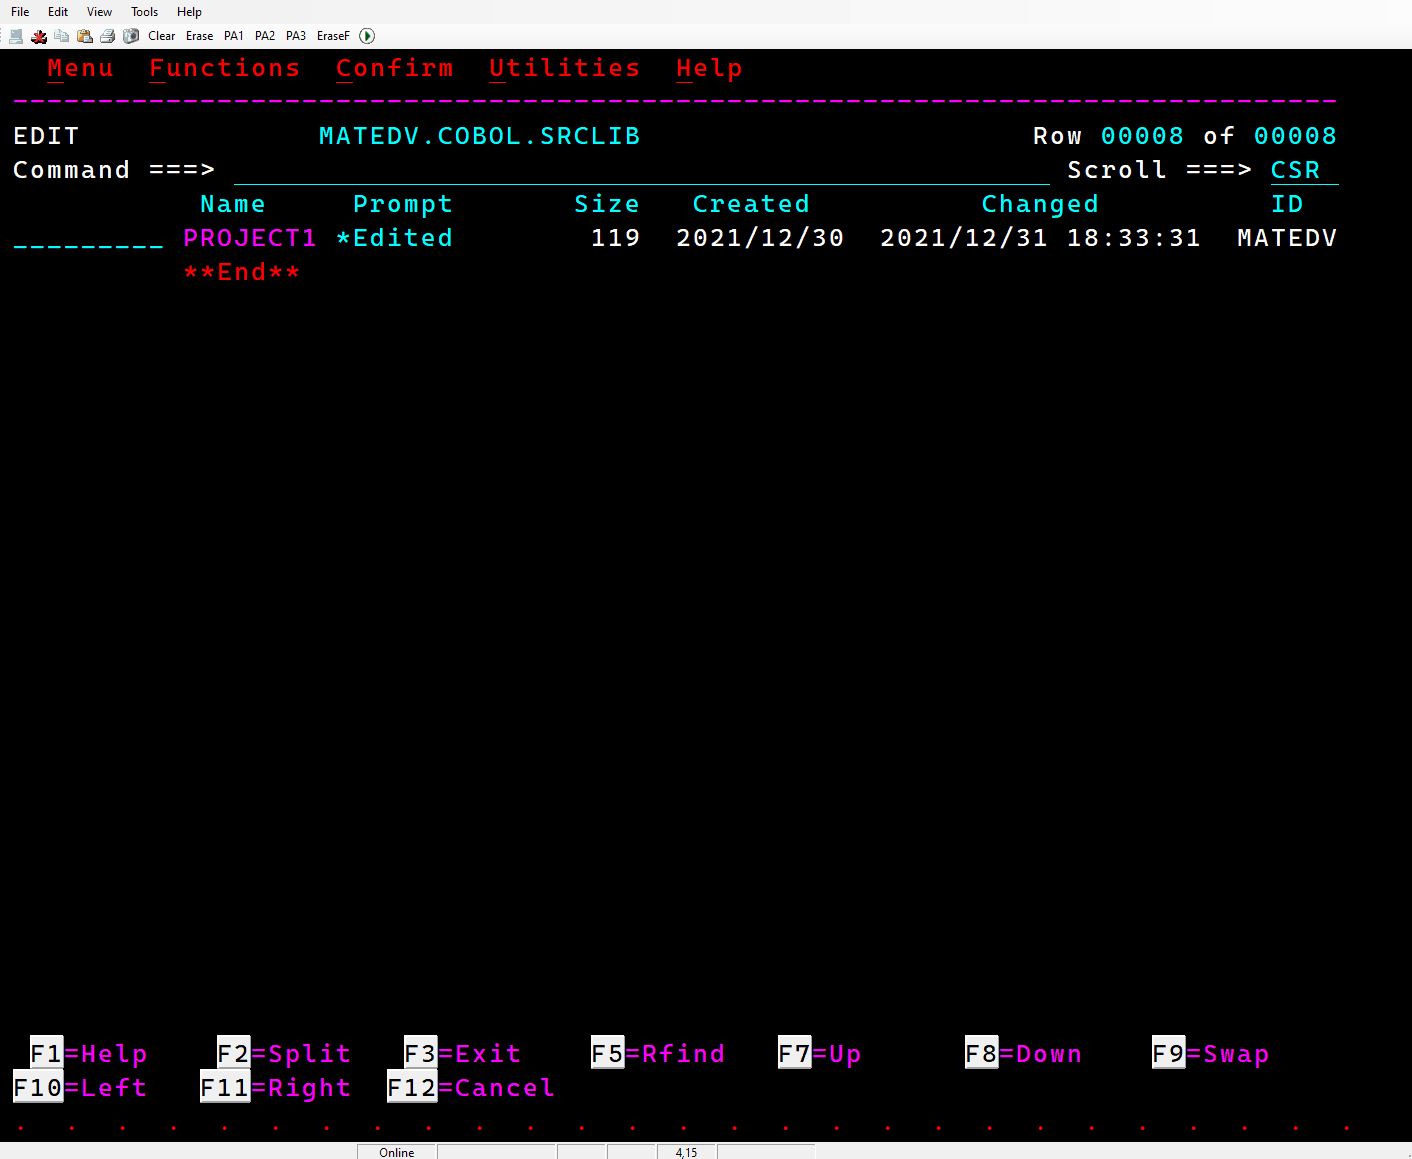 File Edit View Tools Help
Clear Erase PA1 PA2 PA3 EraseF
Menu Functions Confirm Utilities Help
EDIT MATEDV.COBOL.SRCLIB Row 00008 of 00008
Command ===> Scroll ===> CSR
Name Prompt Size Created Changed ID
_________ PROJECT1 *Edited 119 2021/12/30 2021/12/31 18:33:31 MATEDV
**End**
F1=Help F2=Split F3=Exit F5=Rfind F7=Up F8=Down F9=Swap
F10=Left F11=Right F12=Cancel
Online 4,15